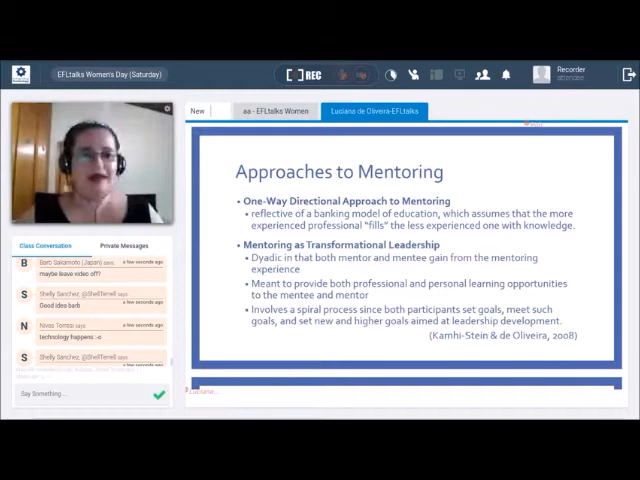 EFLtalks Women's Day (Saturday)
REC
Recorder
attendee
New
aa - EFLtalks Women
Luciana de Oliveira-EFLtalks
Class Conversation
Private Messages
B
Barb Sakamoto (Japan) says:
a few seconds ago
maybe leave video off?
S
Shelly Sanchez, @ShellTerrell says:
a few seconds ago
Good idea barb
N
a few seconds ago
technology happens :-o
S
Shelly Sanchez, @ShellTerrell says:
a few seconds ago
Say Something ...
Approaches to Mentoring
• One-Way Directional Approach to Mentoring
▪ reflective of a banking model of education, which assumes that the more
experienced professional “fills” the less experienced one with knowledge.
• Mentoring as Transformational Leadership
▪ Dyadic in that both mentor and mentee gain from the mentoring
experience
▪ Meant to provide both professional and personal learning opportunities
to the mentee and mentor
▪ Involves a spiral process since both participants set goals, meet such
goals, and set new and higher goals aimed at leadership development.
(Kamhi-Stein & de Oliveira, 2008)
Luciana...